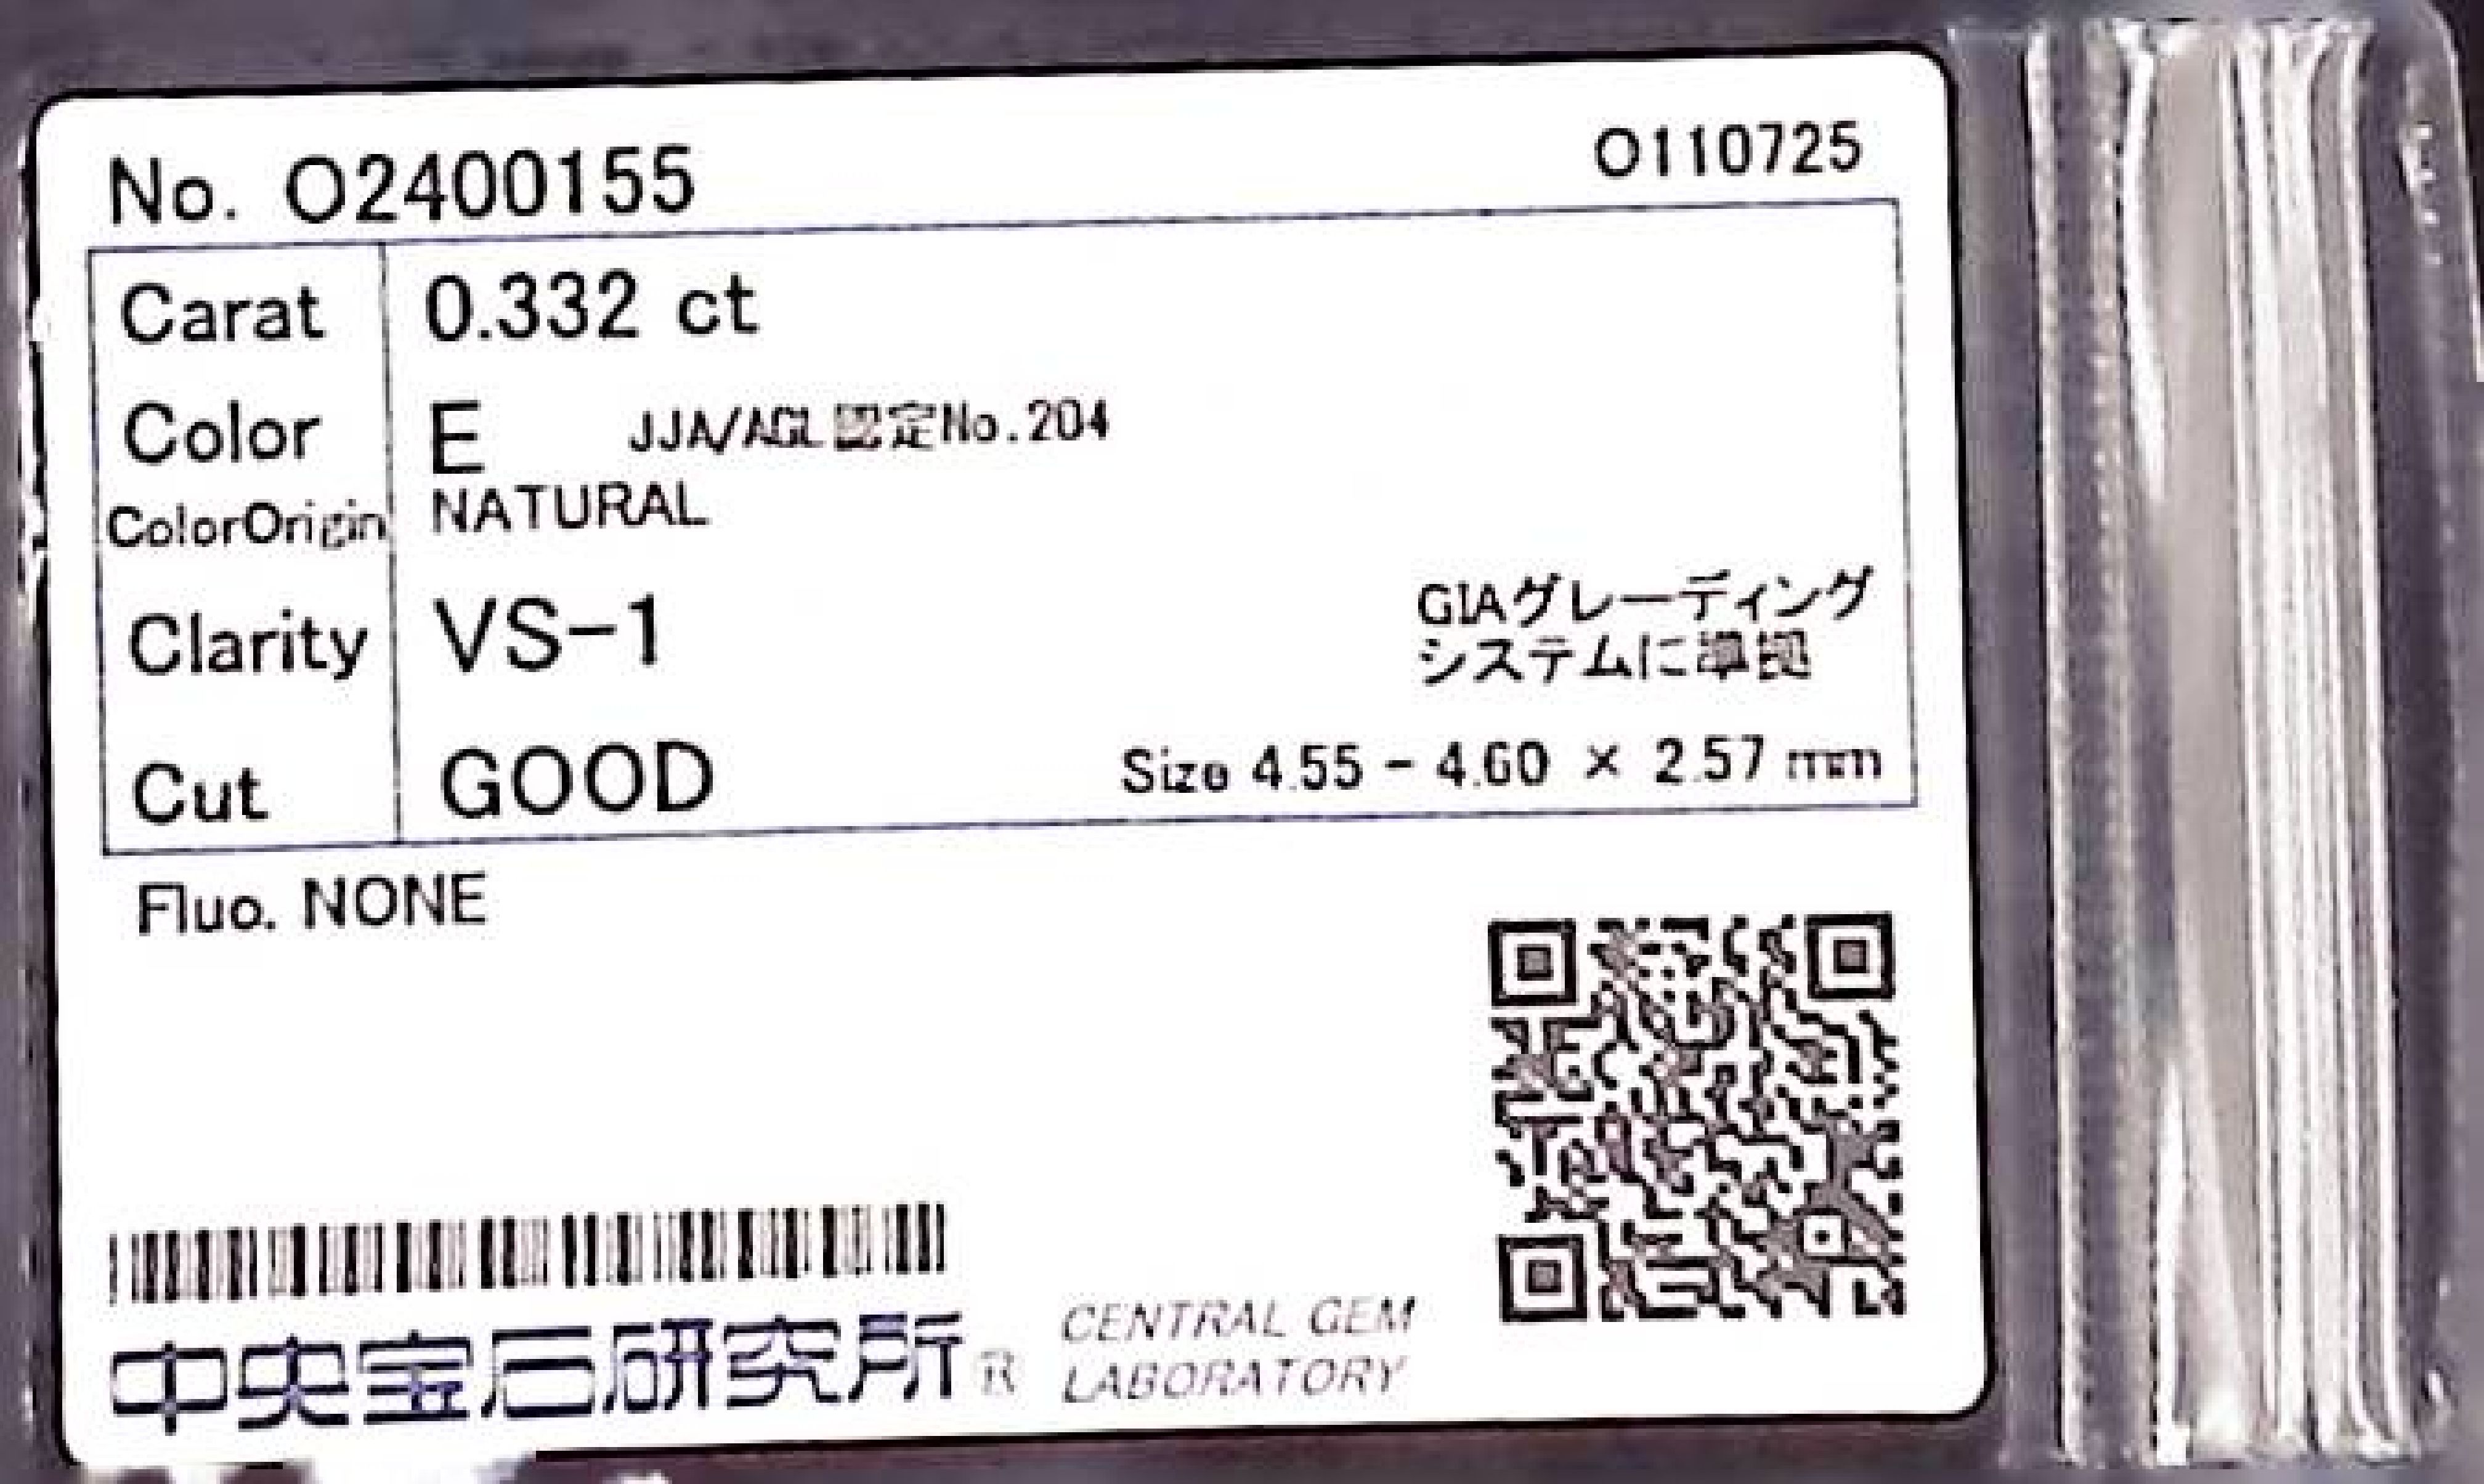 No. O2400155
O110725
Carat 0.332 ct
Color E JJA/AGL認定No.204
ColorOrigin NATURAL
Clarity VS-1
GIAグレーディング
システムに準拠
Cut GOOD Size 4.55 - 4.60 × 2.57 mm
Fluo. NONE
中央宝石研究所 R
CENTRAL GEM
LABORATORY